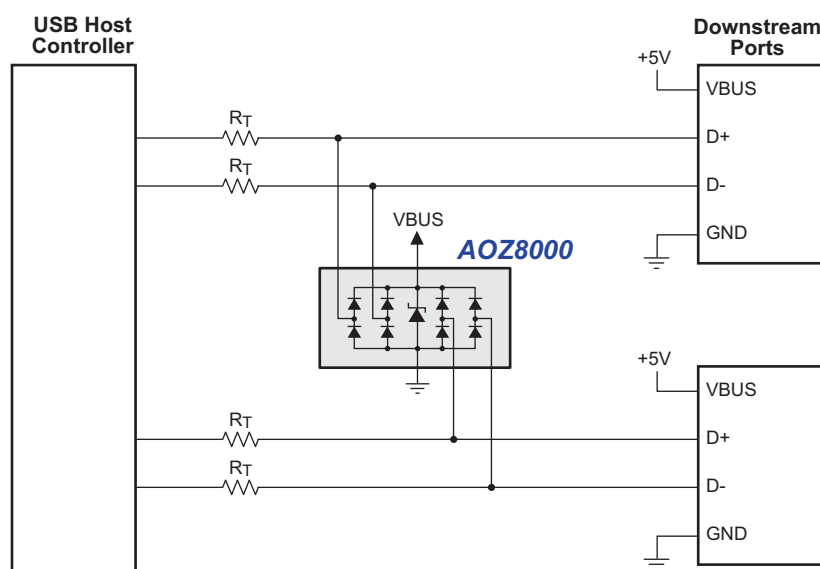 USB Host
Controller
Downstream
Ports
+5V
VBUS
RT
D+
RT
D-
VBUS
GND
AOZ8000
+5V
VBUS
RT
D+
RT
D-
GND